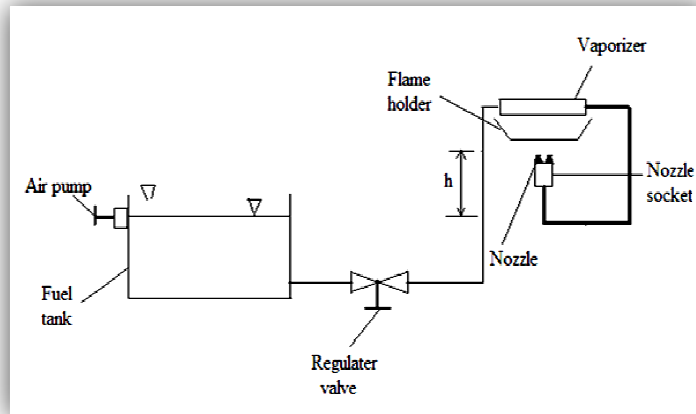 Vaporizer
Flame
holder
Air pump
h
Nozzle
socket
Nozzle
Fuel
tank
Regulater
valve